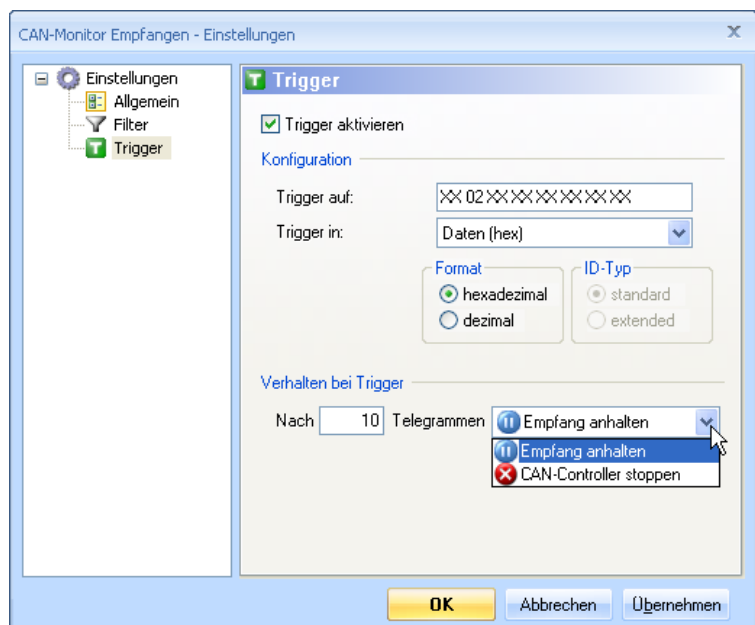 CAN-Monitor Empfangen - Einstellungen
Einstellungen
Allgemein
Filter
Trigger
Trigger
Trigger aktivieren
Konfiguration
Trigger auf: XX 02 XX XX XX XX XX XX
Trigger in: Daten (hex)
Format ID-Typ
hexadezimal standard
dezimal extended
Verhalten bei Trigger
Nach 10 Telegrammen Empfang anhalten
Empfang anhalten
CAN-Controller stoppen
OK Abbrechen Übernehmen